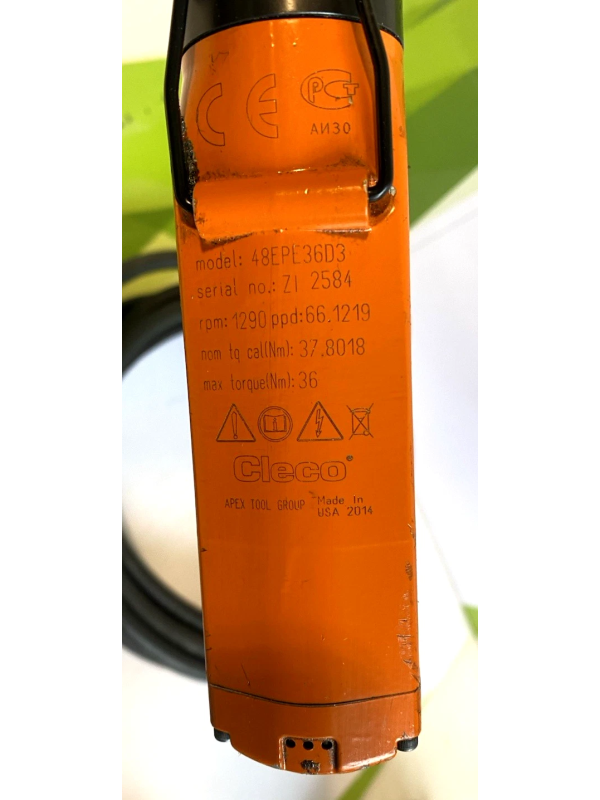 CE PCT
АИ30
model: 48EPE36D3
serial no.: ZI 2584
rpm: 1290 ppd: 66.1219
nom tq cal(Nm): 37,8018
max torque(Nm): 36
Cleco®
APEX TOOL GROUP Made In
USA 2014